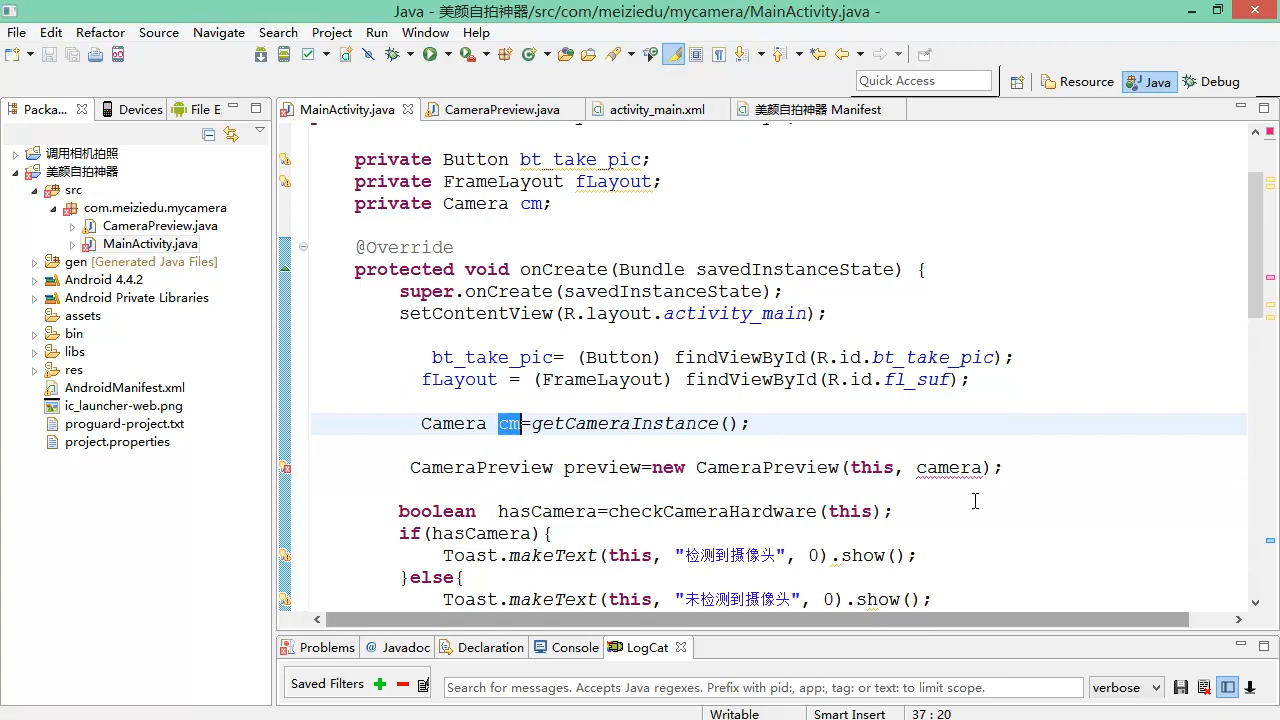 Java - 美颜自拍神器/src/com/meiziedu/mycamera/MainActivity.java -
File Edit Refactor Source Navigate Search Project Run Window Help
Quick Access
Resource Java Debug
Packa... Devices File E
MainActivity.java CameraPreview.java activity_main.xml 美颜自拍神器 Manifest
调用相机拍照
美颜自拍神器
src
com.meiziedu.mycamera
CameraPreview.java
MainActivity.java
gen [Generated Java Files]
Android 4.4.2
Android Private Libraries
assets
bin
libs
res
AndroidManifest.xml
ic_launcher-web.png
proguard-project.txt
project.properties
private Button bt_take_pic;
private FrameLayout fLayout;
private Camera cm;
@Override
protected void onCreate(Bundle savedInstanceState) {
super.onCreate(savedInstanceState);
setContentView(R.layout.activity_main);
bt_take_pic= (Button) findViewById(R.id.bt_take_pic);
fLayout = (FrameLayout) findViewById(R.id.fl_suf);
Camera cm=getCameraInstance();
CameraPreview preview=new CameraPreview(this, camera);
boolean hasCamera=checkCameraHardware(this);
if(hasCamera){
Toast.makeText(this, "检测到摄像头", 0).show();
}else{
Toast.makeText(this, "未检测到摄像头", 0).show();
Problems @ Javadoc Declaration Console LogCat
Saved Filters
Search for messages. Accepts Java regexes. Prefix with pid:, app:, tag: or text: to limit scope.
verbose
Writable Smart Insert 37 : 20